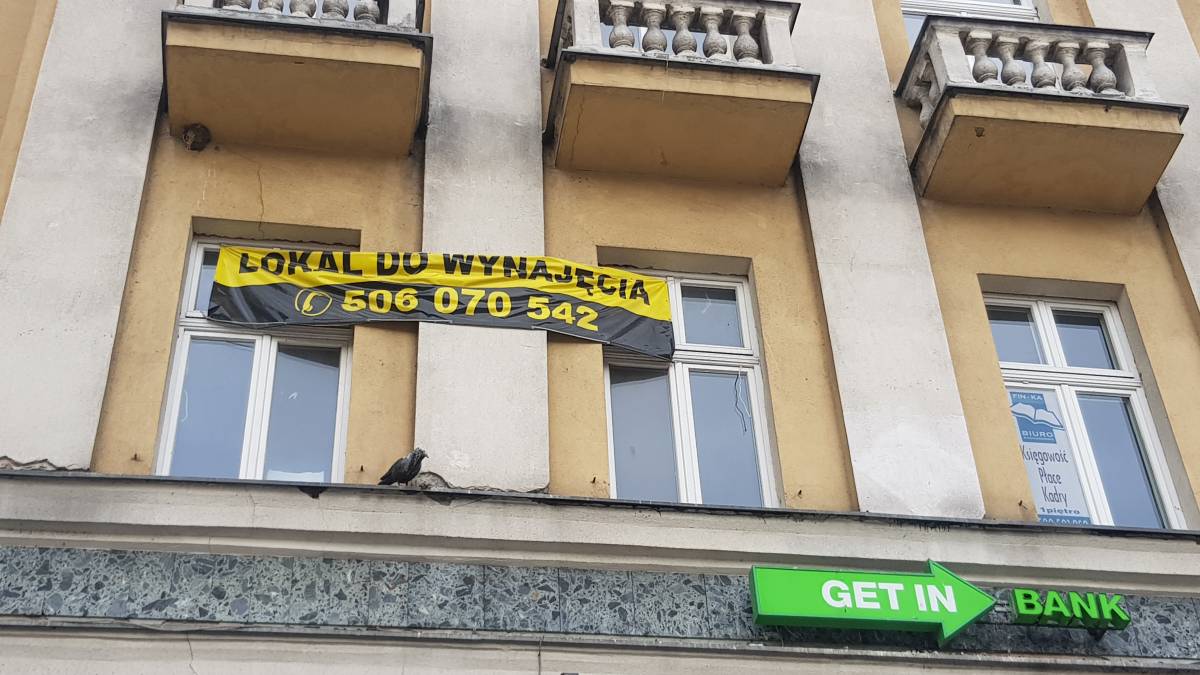 LOKAL DO WYNAJĘCIA
506 070 542
FIN-KA
BIURO
Księgowość
Płace
Kadry
1 piętro
GET IN BANK